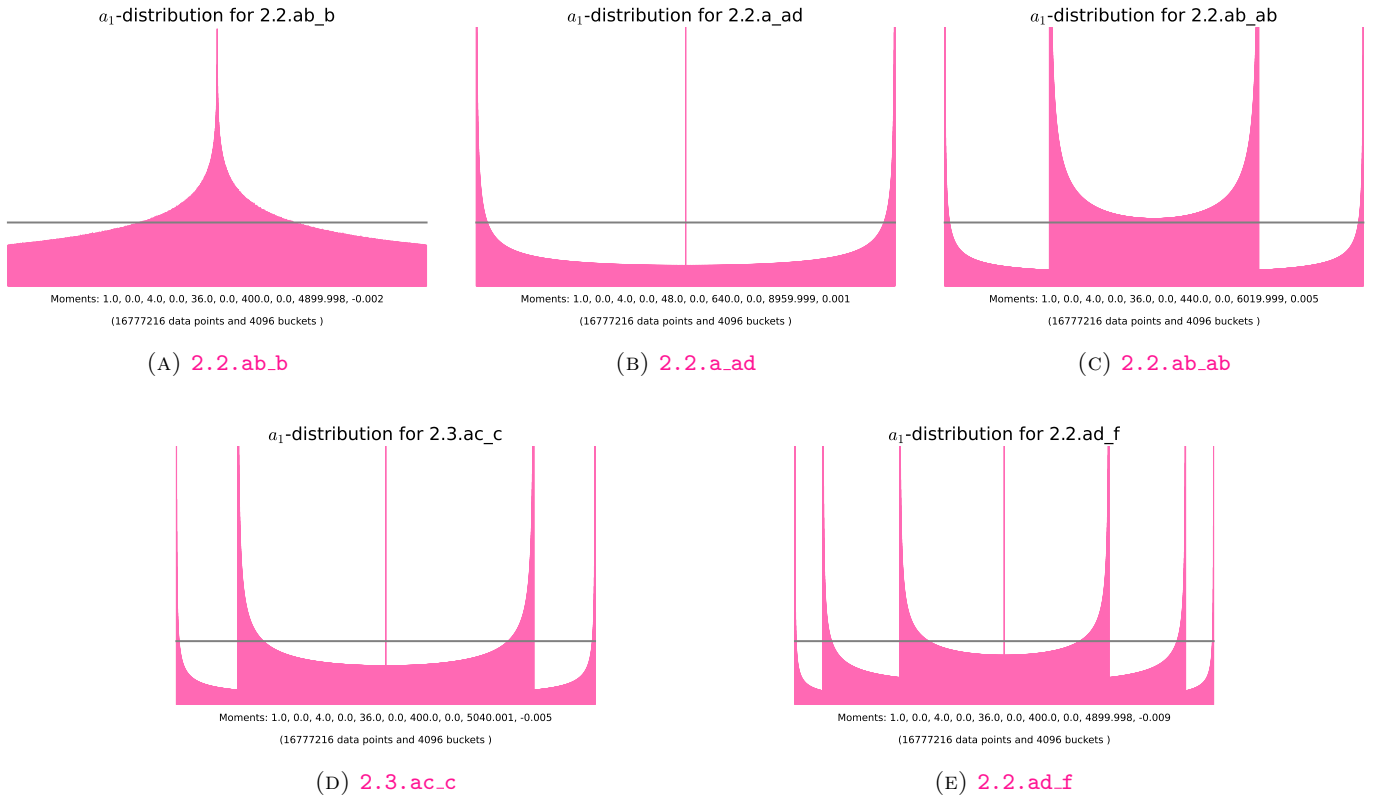 a₁-distribution for 2.2.ab_b
Moments: 1.0, 0.0, 4.0, 0.0, 36.0, 0.0, 400.0, 0.0, 4899.998, -0.002
(16777216 data points and 4096 buckets )
(A) 2.2.ab_b
a₁-distribution for 2.2.a_ad
Moments: 1.0, 0.0, 4.0, 0.0, 48.0, 0.0, 640.0, 0.0, 8959.999, 0.001
(16777216 data points and 4096 buckets )
(B) 2.2.a_ad
a₁-distribution for 2.2.ab_ab
Moments: 1.0, 0.0, 4.0, 0.0, 36.0, 0.0, 440.0, 0.0, 6019.999, 0.005
(16777216 data points and 4096 buckets )
(C) 2.2.ab_ab
a₁-distribution for 2.3.ac_c
Moments: 1.0, 0.0, 4.0, 0.0, 36.0, 0.0, 400.0, 0.0, 5040.001, -0.005
(16777216 data points and 4096 buckets )
(D) 2.3.ac_c
a₁-distribution for 2.2.ad_f
Moments: 1.0, 0.0, 4.0, 0.0, 36.0, 0.0, 400.0, 0.0, 4899.998, -0.009
(16777216 data points and 4096 buckets )
(E) 2.2.ad_f